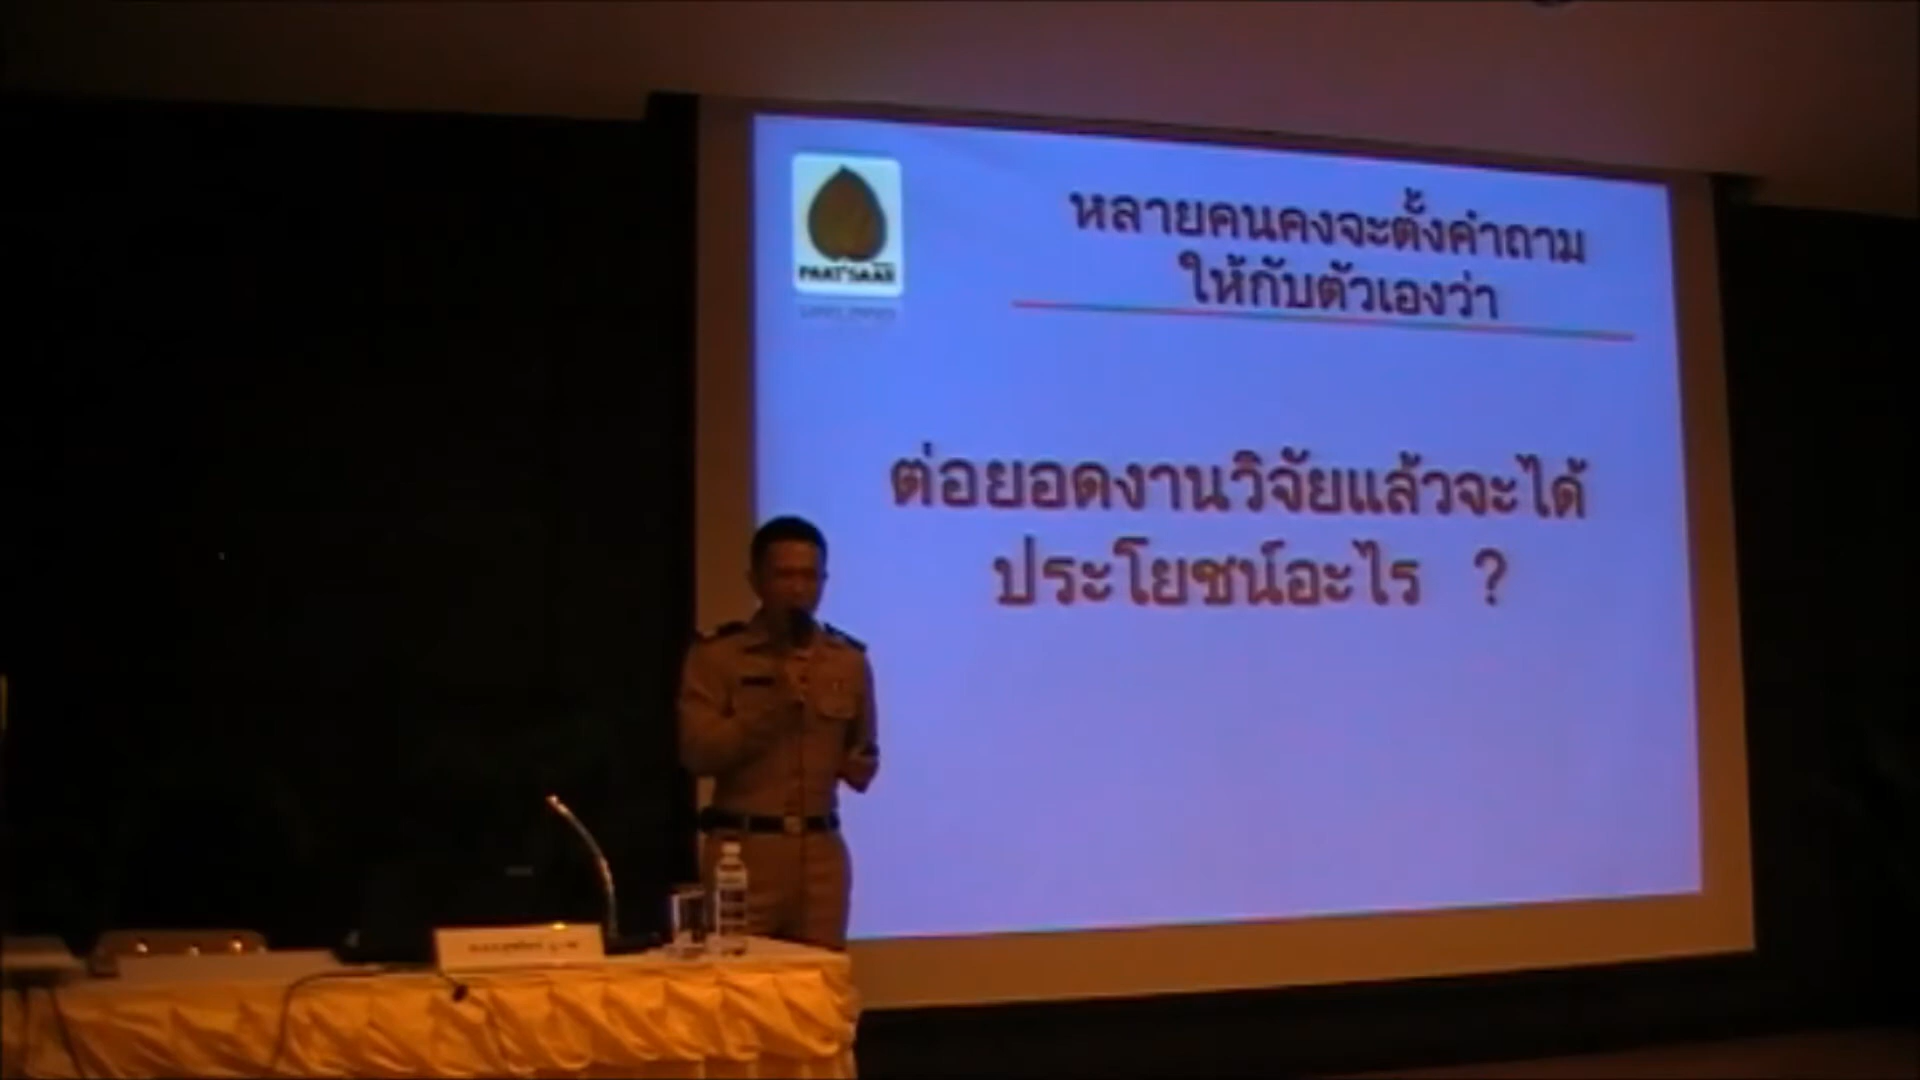 หลายคนคงจะตั้งคำถาม
ให้กับตัวเองว่า
PAAT'SAAR
ต่อยอดงานวิจัยแล้วจะได้
ประโยชน์อะไร ?